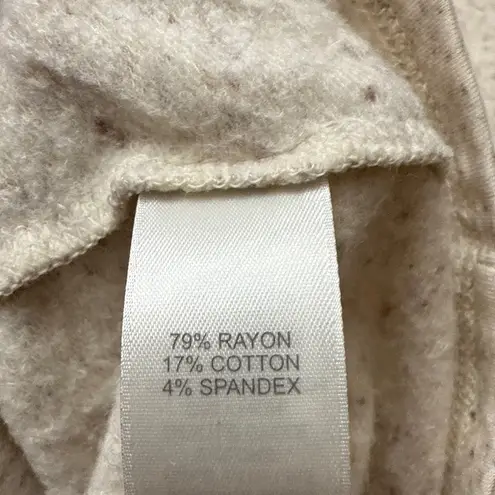 79% RAYON
17% COTTON
4% SPANDEX